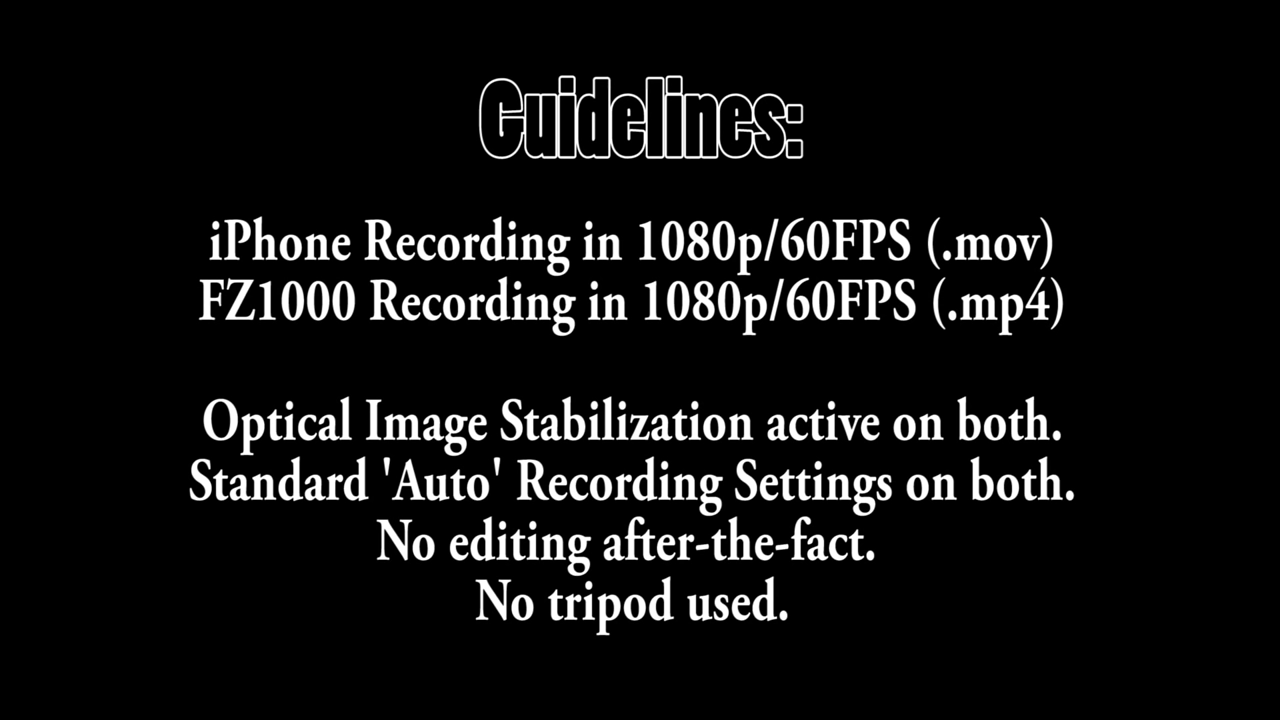 Guidelines:
iPhone Recording in 1080p/60FPS (.mov)
FZ1000 Recording in 1080p/60FPS (.mp4)
Optical Image Stabilization active on both.
Standard 'Auto' Recording Settings on both.
No editing after-the-fact.
No tripod used.